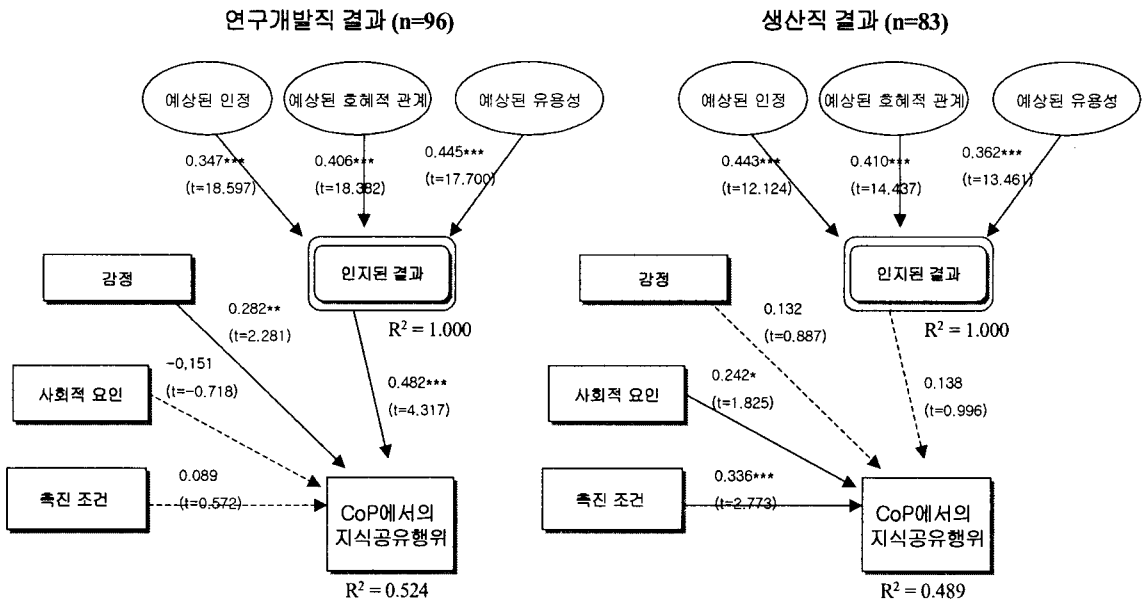 연구개발직 결과 (n=96)
예상된 인정
예상된 호혜적 관계
예상된 유용성
0.347***
(t=18.597)
0.406***
(t=18.382)
0.445***
(t=17.700)
인지된 결과
R² = 1.000
감정
0.282**
(t=2.281)
-0.151
(t=-0.718)
0.482***
(t=4.317)
사회적 요인
0.089
(t=0.572)
촉진 조건
CoP에서의
지식공유행위
R² = 0.524
생산직 결과 (n=83)
예상된 인정
예상된 호혜적 관계
예상된 유용성
0.443***
(t=12.124)
0.410***
(t=14.437)
0.362***
(t=13.461)
인지된 결과
R² = 1.000
감정
0.132
(t=0.887)
0.242*
(t=1.825)
0.138
(t=0.996)
사회적 요인
0.336***
(t=2.773)
촉진 조건
CoP에서의
지식공유행위
R² = 0.489